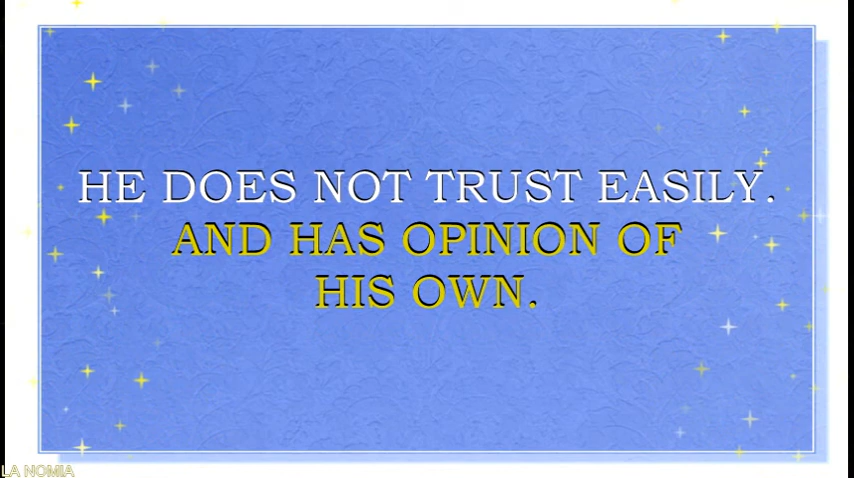 HE DOES NOT TRUST EASILY.
AND HAS OPINION OF
HIS OWN.
LA NOMIA